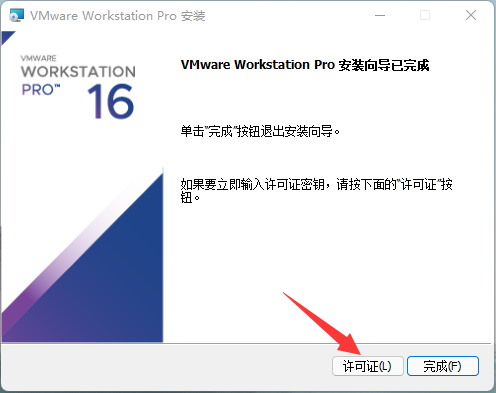 VMware Workstation Pro 安装
VMWARE
WORKSTATION
PRO™ 16
VMware Workstation Pro 安装向导已完成
单击"完成"按钮退出安装向导。
如果要立即输入许可证密钥，请按下面的"许可证"按
钮。
许可证(L) 完成(F)